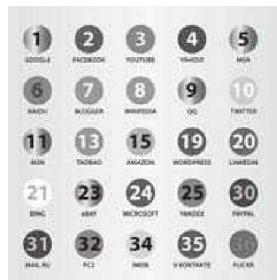 1 2 3 4 5
GOOGLE FACEBOOK YOUTUBE YAHOO! MSN
6 7 8 9 10
BAIDU BLOGGER WIKIPEDIA QQ TWITTER
11 13 15 19 20
MSN TAOBAO AMAZON WORDPRESS LINKEDIN
21 23 24 25 30
BING eBAY MICROSOFT YANDEX PAYPAL
31 32 34 35 36
MAIL.RU FC2 IMDB V KONTAKTE FLICKR